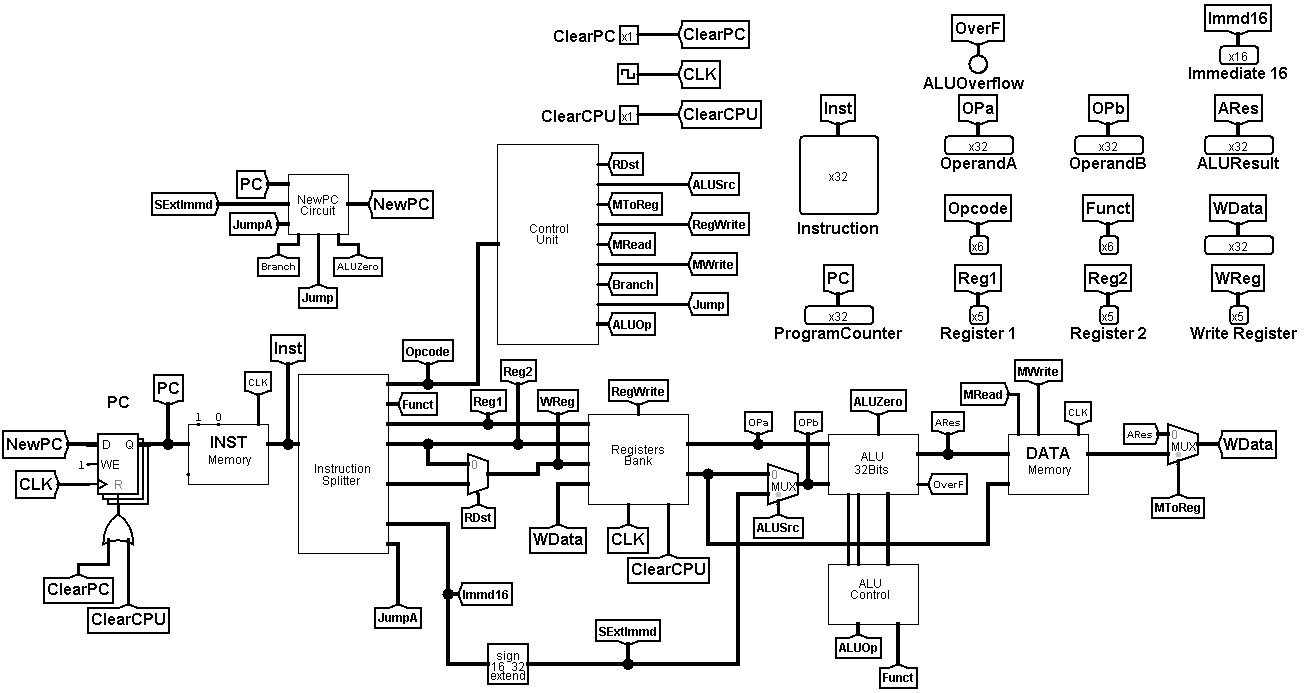 ClearPC x1 ClearPC
CLK
ClearCPU x1 ClearCPU
OverF
ALUOverflow
Immd16
x16
Immediate 16
Inst
x32
Instruction
OPa
x32
OperandA
OPb
x32
OperandB
ARes
x32
ALUResult
Opcode
x6
Funct
x6
WData
x32
PC
x32
ProgramCounter
Reg1
x5
Register 1
Reg2
x5
Register 2
WReg
x5
Write Register
PC
SExtImmd
JumpA
NewPC
Circuit
NewPC
Branch
ALUZero
Jump
Control
Unit
RDst
ALUSrc
MToReg
RegWrite
MRead
MWrite
Branch
Jump
ALUOp
PC
NewPC
CLK
D Q
1 WE
R
ClearPC
ClearCPU
PC
1 0
CLK
INST
Memory
Inst
Instruction
Splitter
Opcode
Funct
Reg1
Reg2
WReg
0
RDst
WData
JumpA
Immd16
sign
16 32
extend
SExtImmd
RegWrite
Registers
Bank
CLK
ClearCPU
OPa
OPb
0
MUX
ALUSrc
ALUZero
ALU
32Bits
ARes
OverF
ALU
Control
ALUOp
Funct
MRead
MWrite
CLK
DATA
Memory
ARes
0
MUX
MToReg
WData